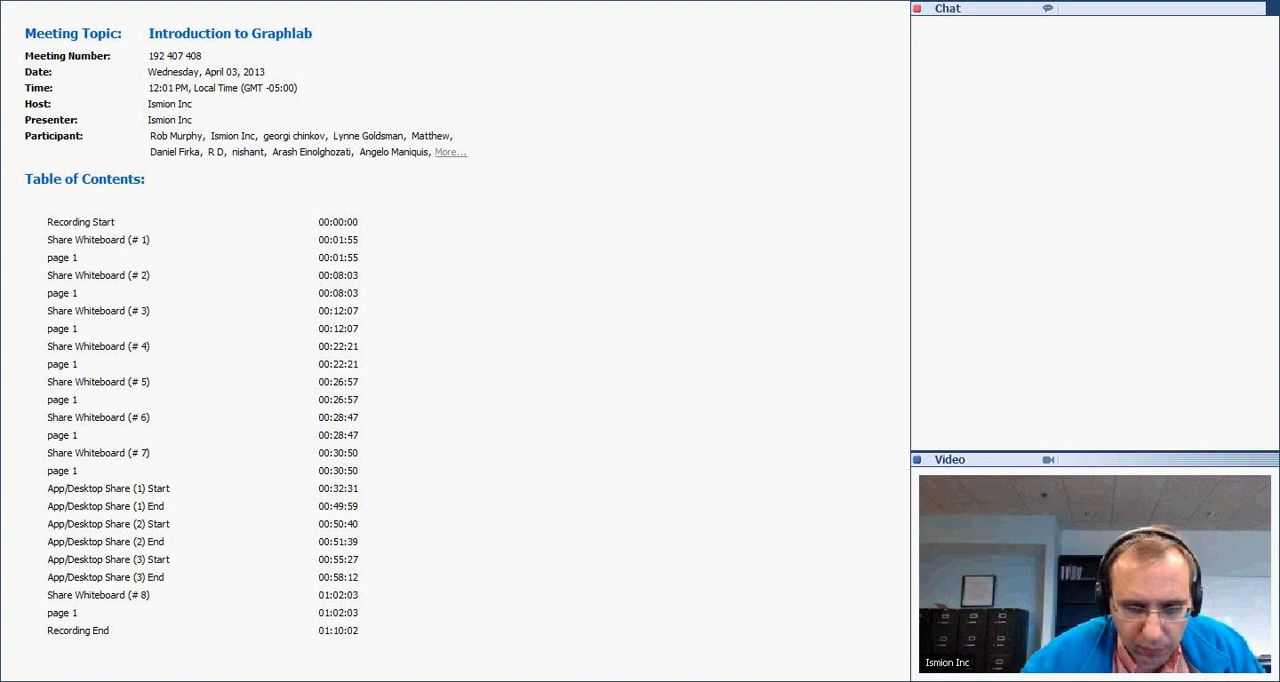 Meeting Topic: Introduction to Graphlab
Meeting Number: 192 407 408
Date: Wednesday, April 03, 2013
Time: 12:01 PM, Local Time (GMT -05:00)
Host: Ismion Inc
Presenter: Ismion Inc
Participant: Rob Murphy, Ismion Inc, georgi chinkov, Lynne Goldsman, Matthew,
Daniel Firka, R D, nishant, Arash Einolghozati, Angelo Maniquis, More...
Table of Contents:
Recording Start 00:00:00
Share Whiteboard (# 1) 00:01:55
page 1 00:01:55
Share Whiteboard (# 2) 00:08:03
page 1 00:08:03
Share Whiteboard (# 3) 00:12:07
page 1 00:12:07
Share Whiteboard (# 4) 00:22:21
page 1 00:22:21
Share Whiteboard (# 5) 00:26:57
page 1 00:26:57
Share Whiteboard (# 6) 00:28:47
page 1 00:28:47
Share Whiteboard (# 7) 00:30:50
page 1 00:30:50
App/Desktop Share (1) Start 00:32:31
App/Desktop Share (1) End 00:49:59
App/Desktop Share (2) Start 00:50:40
App/Desktop Share (2) End 00:51:39
App/Desktop Share (3) Start 00:55:27
App/Desktop Share (3) End 00:58:12
Share Whiteboard (# 8) 01:02:03
page 1 01:02:03
Recording End 01:10:02
Chat
Video
Ismion Inc